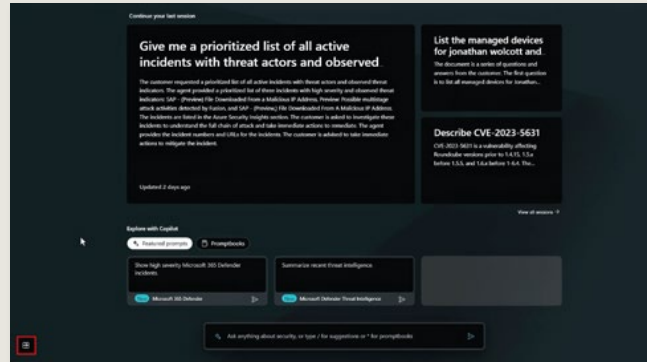 Continue your last session
Give me a prioritized list of all active
incidents with threat actors and observed
The customer requested a prioritized list of all active incidents with threat actors and observed threat
indicators. The agent provided a prioritized list of three incidents with high severity and observed threat
indicators: SAP - (Preview) File Downloaded From a Malicious IP Address, Preview: Possible multistage
attack activities detected by Fusion, and SAP - (Preview) File Downloaded From a Malicious IP Address.
The incidents are listed in the Azure Security Insights section. The customer is asked to investigate these
incidents to understand the full chain of attack and take immediate actions to remediate. The agent
provides the incident numbers and URLs for the incidents. The customer is advised to take immediate
actions to mitigate the incident.
Updated 2 days ago
List the managed devices
for jonathan wolcott and
The document is a series of questions and
answers from the customer. The first question
is to list all managed devices for Jonathan...
Describe CVE-2023-5631
CVE-2023-5631 is a vulnerability affecting
Roundcube versions prior to 1.4.15, 1.5.x
before 1.5.5, and 1.6.x before 1.6.4. The...
View all sessions
Explore with Copilot
Featured prompts
Promptbooks
Show high severity Microsoft 365 Defender
incidents
Microsoft 365 Defender
Summarize recent threat intelligence
Microsoft Defender Threat Intelligence
Ask anything about security, or type / for suggestions or * for promptbooks